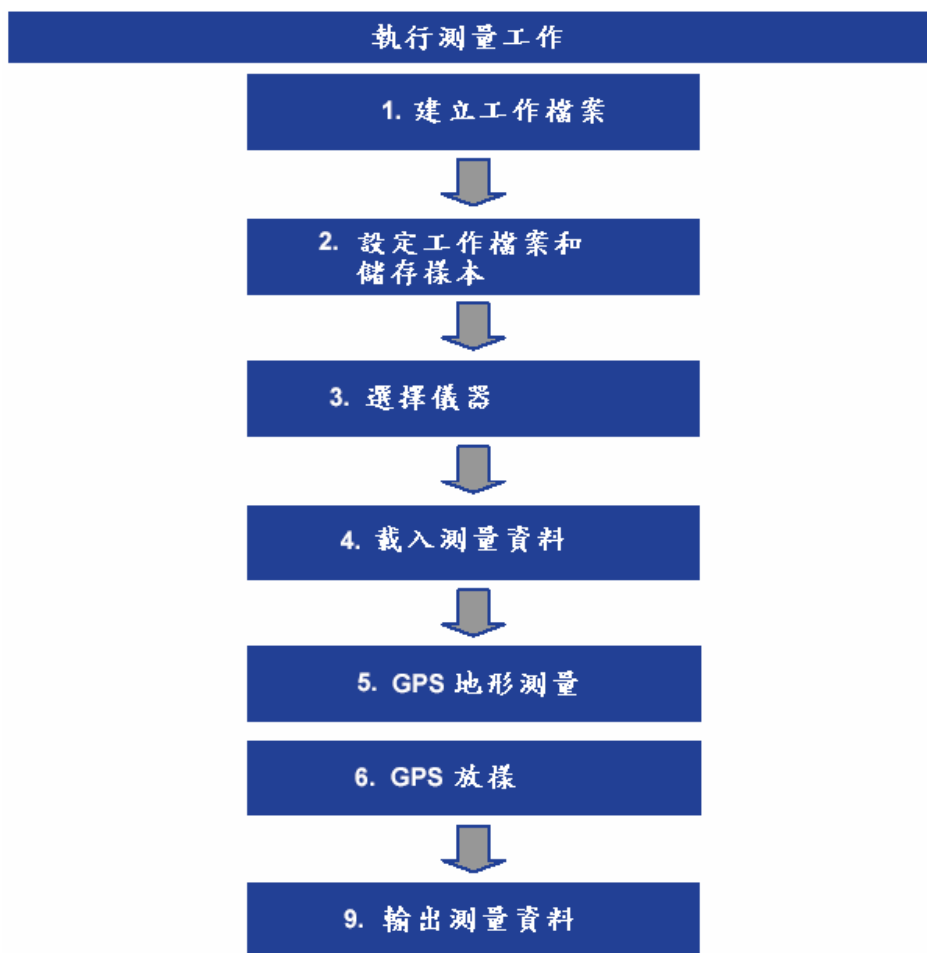 執行測量工作
1. 建立工作檔案
2. 設定工作檔案和
儲存樣本
3. 選擇儀器
4. 載入測量資料
5. GPS 地形測量
6. GPS 放樣
9. 輸出測量資料